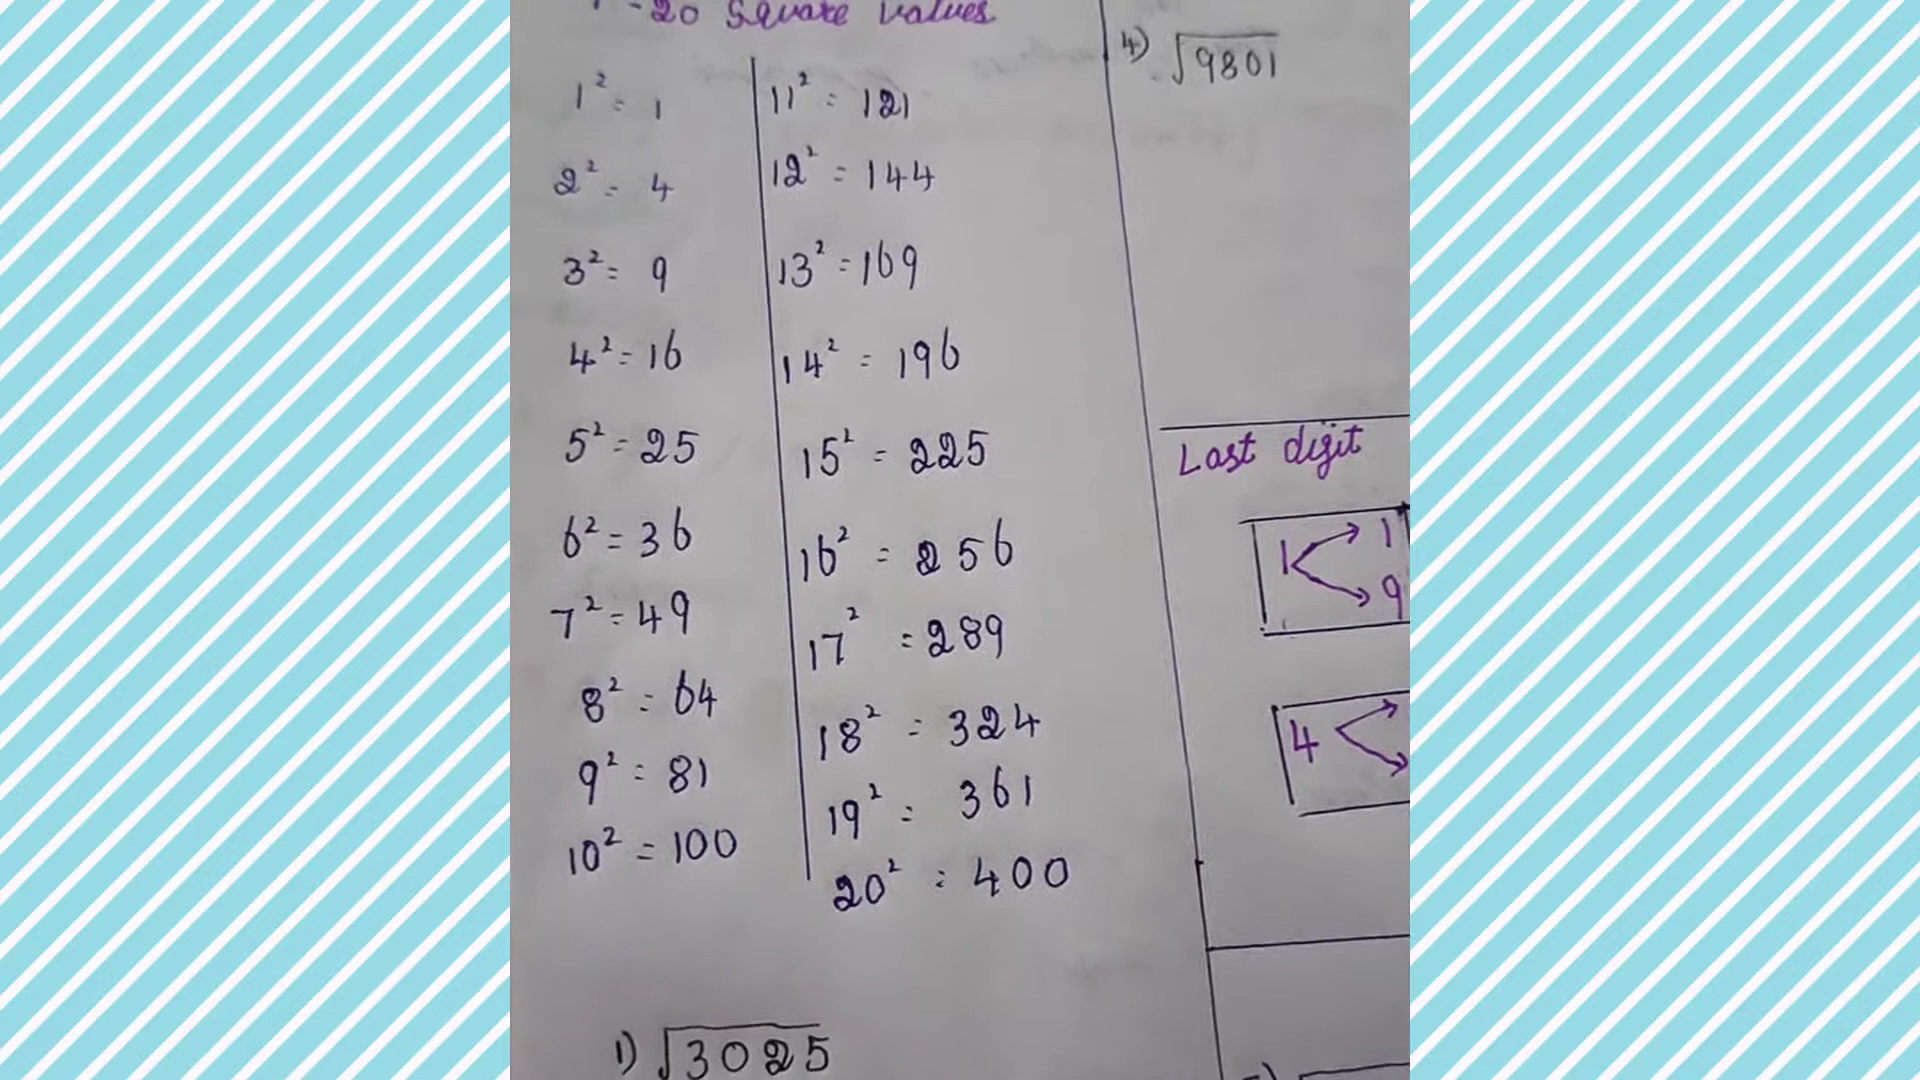 -20 Square values
1² = 1
2² = 4
3² = 9
4² = 16
5² = 25
6² = 36
7² = 49
8² = 64
9² = 81
10² = 100
11² = 121
12² = 144
13² = 169
14² = 196
15² = 225
16² = 256
17² = 289
18² = 324
19² = 361
20² = 400
1) √3025
4) √9801
Last digit
1
1
9
4